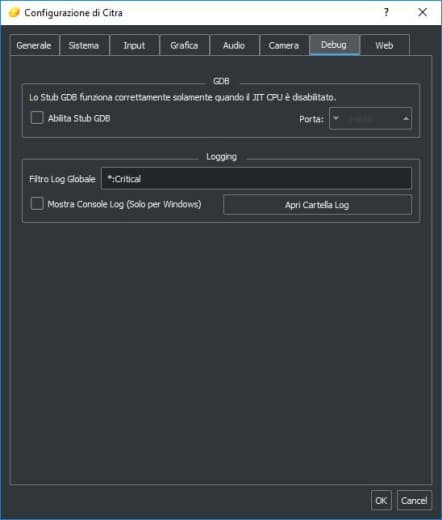 Configurazione di Citra
Generale Sistema Input Grafica Audio Camera Debug Web
GDB
Lo Stub GDB funziona correttamente solamente quando il JIT CPU è disabilitato.
Abilita Stub GDB Porta:
Logging
Filtro Log Globale *:Critical
Mostra Console Log (Solo per Windows) Apri Cartella Log
OK Cancel